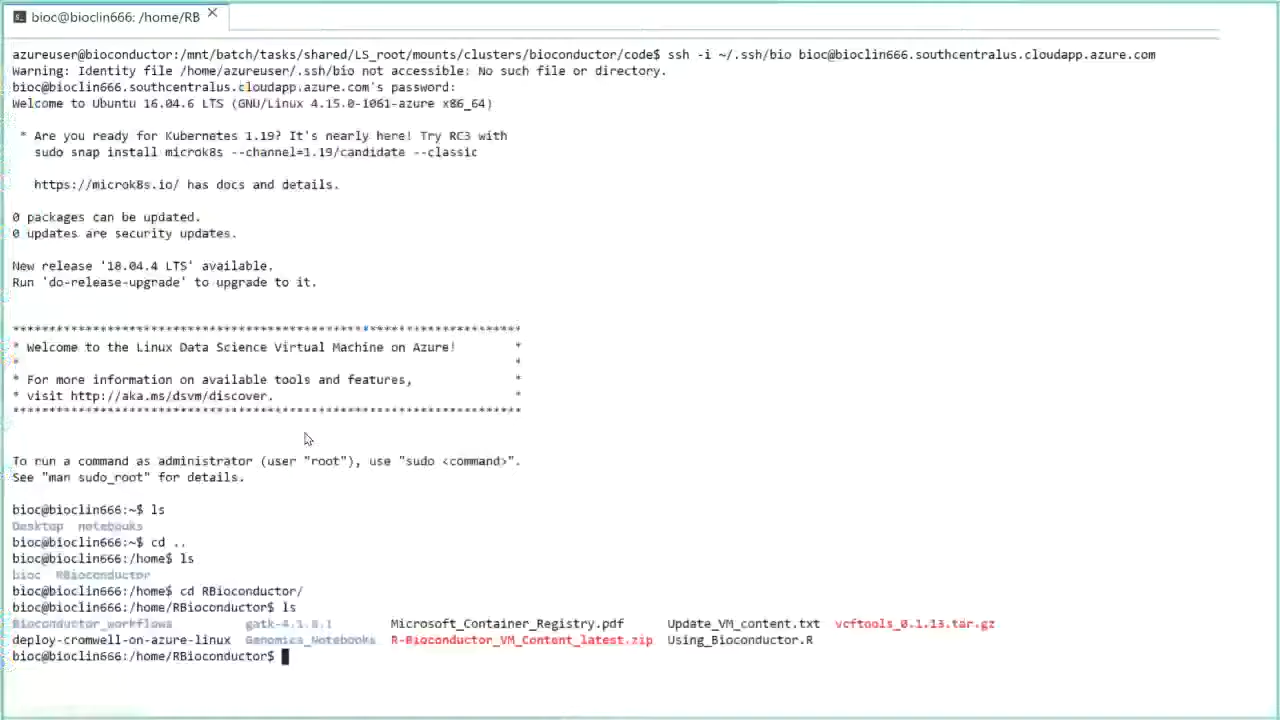 bioc@bioclin666: /home/RB
azureuser@bioconductor:/mnt/batch/tasks/shared/LS_root/mounts/clusters/bioconductor/code$ ssh -i ~/.ssh/bio bioc@bioclin666.southcentralus.cloudapp.azure.com
Warning: Identity file /home/azureuser/.ssh/bio not accessible: No such file or directory.
bioc@bioclin666.southcentralus.cloudapp.azure.com's password:
Welcome to Ubuntu 16.04.6 LTS (GNU/Linux 4.15.0-1061-azure x86_64)
* Are you ready for Kubernetes 1.19? It's nearly here! Try RC3 with
sudo snap install microk8s --channel=1.19/candidate --classic
https://microk8s.io/ has docs and details.
0 packages can be updated.
0 updates are security updates.
New release '18.04.4 LTS' available.
Run 'do-release-upgrade' to upgrade to it.
**********************************************************************
* Welcome to the Linux Data Science Virtual Machine on Azure! *
* *
* For more information on available tools and features, *
* visit http://aka.ms/dsvm/discover. *
**********************************************************************
To run a command as administrator (user "root"), use "sudo <command>".
See "man sudo_root" for details.
bioc@bioclin666:~$ ls
Desktop notebooks
bioc@bioclin666:~$ cd ..
bioc@bioclin666:/home$ ls
bioc RBioconductor
bioc@bioclin666:/home$ cd RBioconductor/
bioc@bioclin666:/home/RBioconductor$ ls
Bioconductor_workflows gatk-4.1.8.1 Microsoft_Container_Registry.pdf Update_VM_content.txt vcftools_0.1.13.tar.gz
deploy-cromwell-on-azure-linux Genomics_Notebooks R-Bioconductor_VM_Content_latest.zip Using_Bioconductor.R
bioc@bioclin666:/home/RBioconductor$